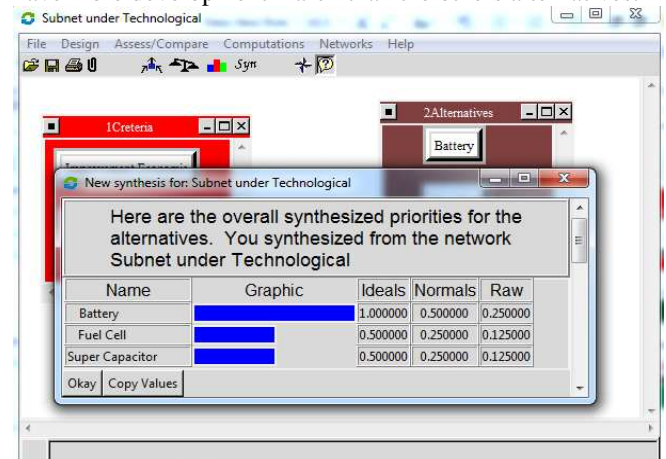 Subnet under Technological
File Design Assess/Compare Computations Networks Help
Syn
1Creteria
2Alternatives
Battery
New synthesis for: Subnet under Technological
Here are the overall synthesized priorities for the
alternatives. You synthesized from the network
Subnet under Technological
Name Graphic Ideals Normals Raw
Battery 1.000000 0.500000 0.250000
Fuel Cell 0.500000 0.250000 0.125000
Super Capacitor 0.500000 0.250000 0.125000
Okay Copy Values